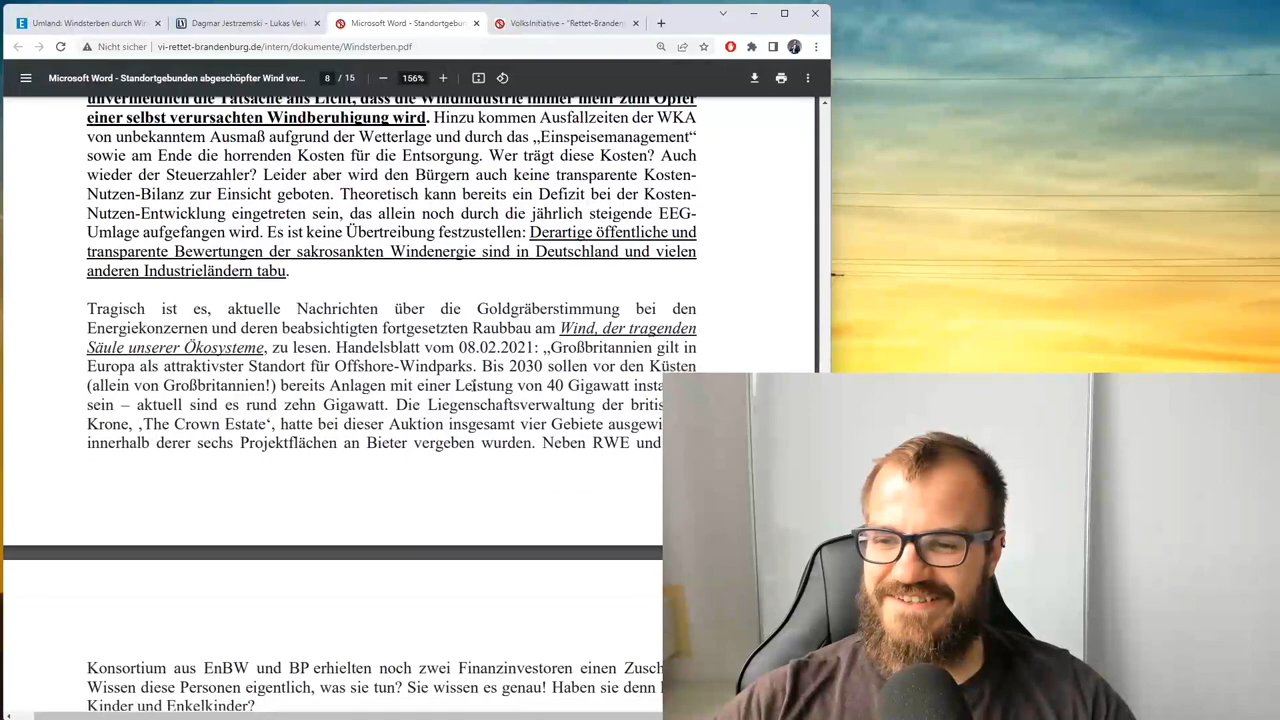 Umland: Windsterben durch Win
Dagmar Jestrzemski - Lukas Verl
Microsoft Word - Standortgebun
VolksInitiative - "Rettet-Branden
Nicht sicher
vi-rettet-brandenburg.de/intern/dokumente/Windsterben.pdf
Microsoft Word - Standortgebunden abgeschöpfter Wind ver...
8 / 15
156%
unvermeidlich die Tatsache ans Licht, dass die Windindustrie immer mehr zum Opfer
einer selbst verursachten Windberuhigung wird. Hinzu kommen Ausfallzeiten der WKA
von unbekanntem Ausmaß aufgrund der Wetterlage und durch das „Einspeisemanagement“
sowie am Ende die horrenden Kosten für die Entsorgung. Wer trägt diese Kosten? Auch
wieder der Steuerzahler? Leider aber wird den Bürgern auch keine transparente Kosten-
Nutzen-Bilanz zur Einsicht geboten. Theoretisch kann bereits ein Defizit bei der Kosten-
Nutzen-Entwicklung eingetreten sein, das allein noch durch die jährlich steigende EEG-
Umlage aufgefangen wird. Es ist keine Übertreibung festzustellen: Derartige öffentliche und
transparente Bewertungen der sakrosankten Windenergie sind in Deutschland und vielen
anderen Industrieländern tabu.
Tragisch ist es, aktuelle Nachrichten über die Goldgräberstimmung bei den
Energiekonzernen und deren beabsichtigten fortgesetzten Raubbau am Wind, der tragenden
Säule unserer Ökosysteme, zu lesen. Handelsblatt vom 08.02.2021: „Großbritannien gilt in
Europa als attraktivster Standort für Offshore-Windparks. Bis 2030 sollen vor den Küsten
(allein von Großbritannien!) bereits Anlagen mit einer Leistung von 40 Gigawatt insta
sein – aktuell sind es rund zehn Gigawatt. Die Liegenschaftsverwaltung der britis
Krone, ‚The Crown Estate‘, hatte bei dieser Auktion insgesamt vier Gebiete ausgewi
innerhalb derer sechs Projektflächen an Bieter vergeben wurden. Neben RWE und
Konsortium aus EnBW und BP erhielten noch zwei Finanzinvestoren einen Zusch
Wissen diese Personen eigentlich, was sie tun? Sie wissen es genau! Haben sie denn
Kinder und Enkelkinder?